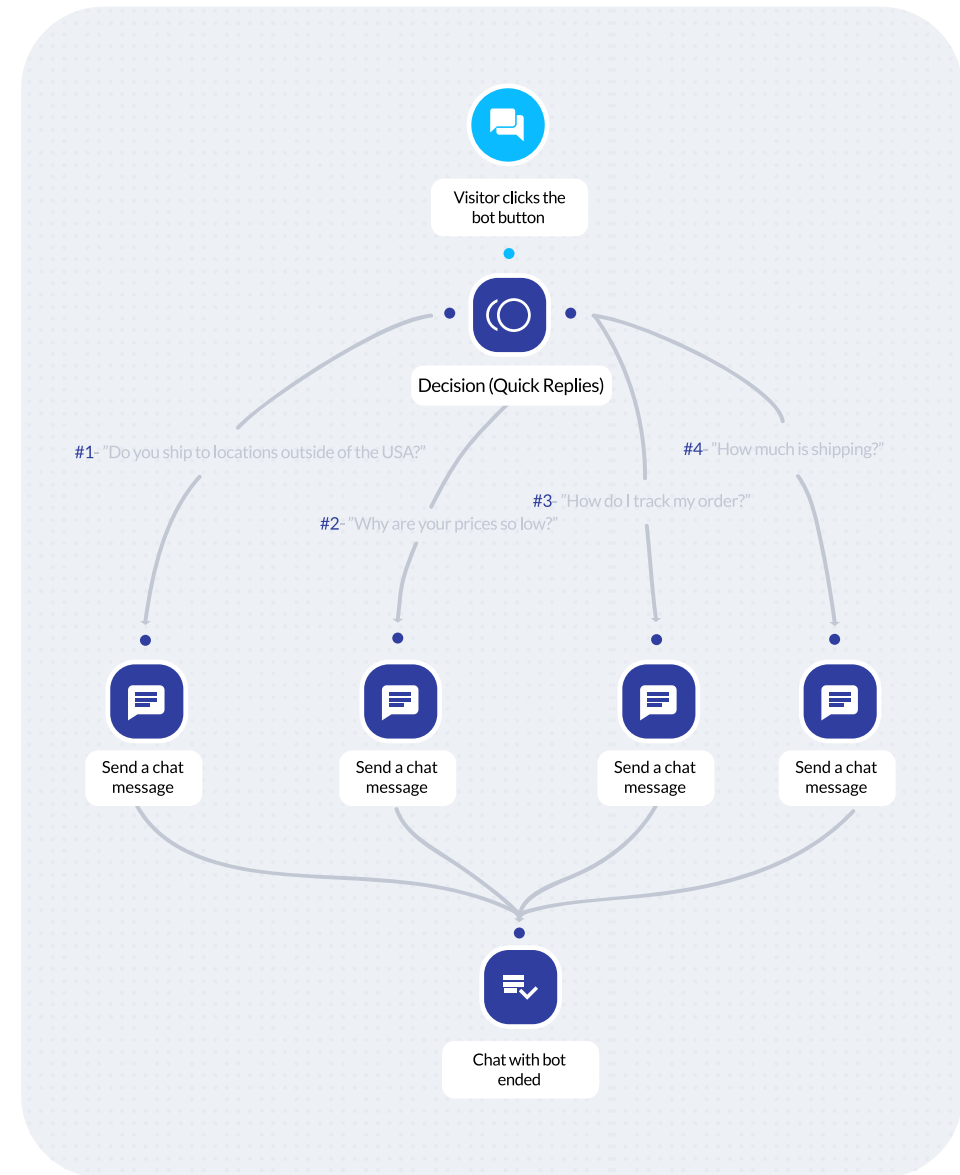 Visitor clicks the
bot button
Decision (Quick Replies)
#1- "Do you ship to locations outside of the USA?"
#2- "Why are your prices so low?"
#3- "How do I track my order?"
#4- "How much is shipping?"
Send a chat
message
Send a chat
message
Send a chat
message
Send a chat
message
Chat with bot
ended